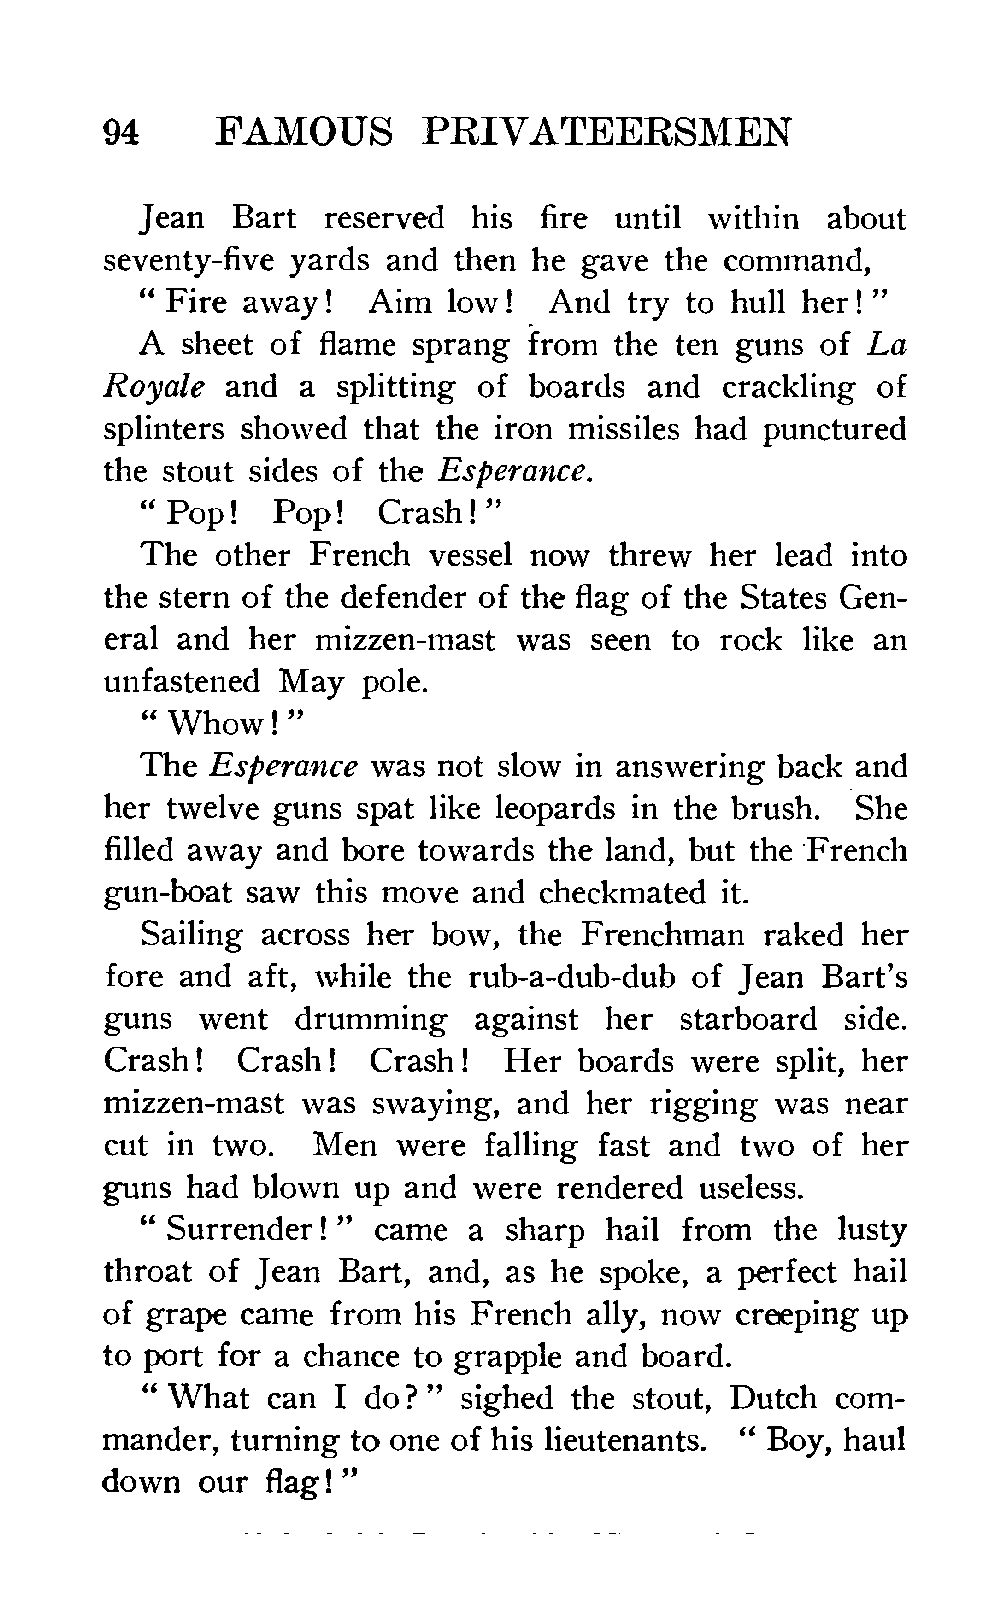 94 FAMOUS PRIVATEERSMEN
Jean Bart reserved his fire until within about
seventy-five yards and then he gave the command,
“ Fire away! Aim low! And try to hull her! ”
A sheet of flame sprang from the ten guns of La
Royale and a splitting of boards and crackling of
splinters showed that the iron missiles had punctured
the stout sides of the Esperance.
“ Pop! Pop! Crash! ”
The other French vessel now threw her lead into
the stern of the defender of the flag of the States Gen-
eral and her mizzen-mast was seen to rock like an
unfastened May pole.
“ Whow! ”
The Esperance was not slow in answering back and
her twelve guns spat like leopards in the brush. She
filled away and bore towards the land, but the French
gun-boat saw this move and checkmated it.
Sailing across her bow, the Frenchman raked her
fore and aft, while the rub-a-dub-dub of Jean Bart’s
guns went drumming against her starboard side.
Crash! Crash! Crash! Her boards were split, her
mizzen-mast was swaying, and her rigging was near
cut in two. Men were falling fast and two of her
guns had blown up and were rendered useless.
“ Surrender! ” came a sharp hail from the lusty
throat of Jean Bart, and, as he spoke, a perfect hail
of grape came from his French ally, now creeping up
to port for a chance to grapple and board.
“ What can I do? ” sighed the stout, Dutch com-
mander, turning to one of his lieutenants. “ Boy, haul
down our flag! ”